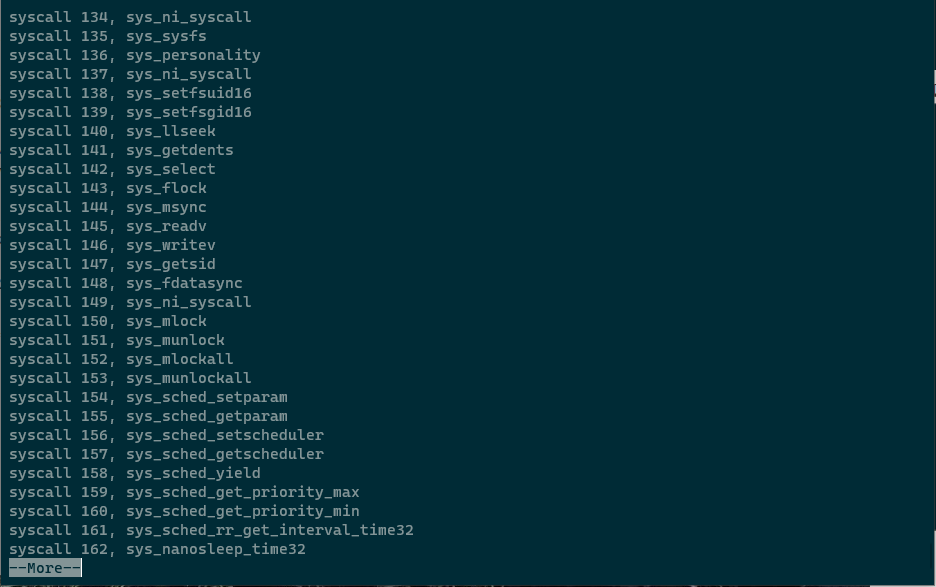 syscall 134, sys_ni_syscall
syscall 135, sys_sysfs
syscall 136, sys_personality
syscall 137, sys_ni_syscall
syscall 138, sys_setfsuid16
syscall 139, sys_setfsgid16
syscall 140, sys_llseek
syscall 141, sys_getdents
syscall 142, sys_select
syscall 143, sys_flock
syscall 144, sys_msync
syscall 145, sys_readv
syscall 146, sys_writev
syscall 147, sys_getsid
syscall 148, sys_fdatasync
syscall 149, sys_ni_syscall
syscall 150, sys_mlock
syscall 151, sys_munlock
syscall 152, sys_mlockall
syscall 153, sys_munlockall
syscall 154, sys_sched_setparam
syscall 155, sys_sched_getparam
syscall 156, sys_sched_setscheduler
syscall 157, sys_sched_getscheduler
syscall 158, sys_sched_yield
syscall 159, sys_sched_get_priority_max
syscall 160, sys_sched_get_priority_min
syscall 161, sys_sched_rr_get_interval_time32
syscall 162, sys_nanosleep_time32
--More--